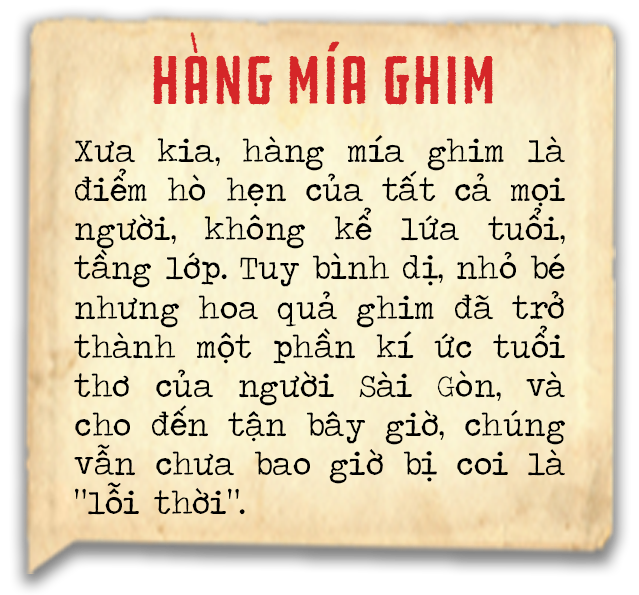 HÀNG MÍA GHIM
Xưa kia, hàng mía ghim là
điểm hò hẹn của tất cả mọi
người, không kể lứa tuổi,
tầng lớp. Tuy bình dị, nhỏ bé
nhưng hoa quả ghim đã trở
thành một phần kí ức tuổi
thơ của người Sài Gòn, và
cho đến tận bây giờ, chúng
vẫn chưa bao giờ bị coi là
"lỗi thời".